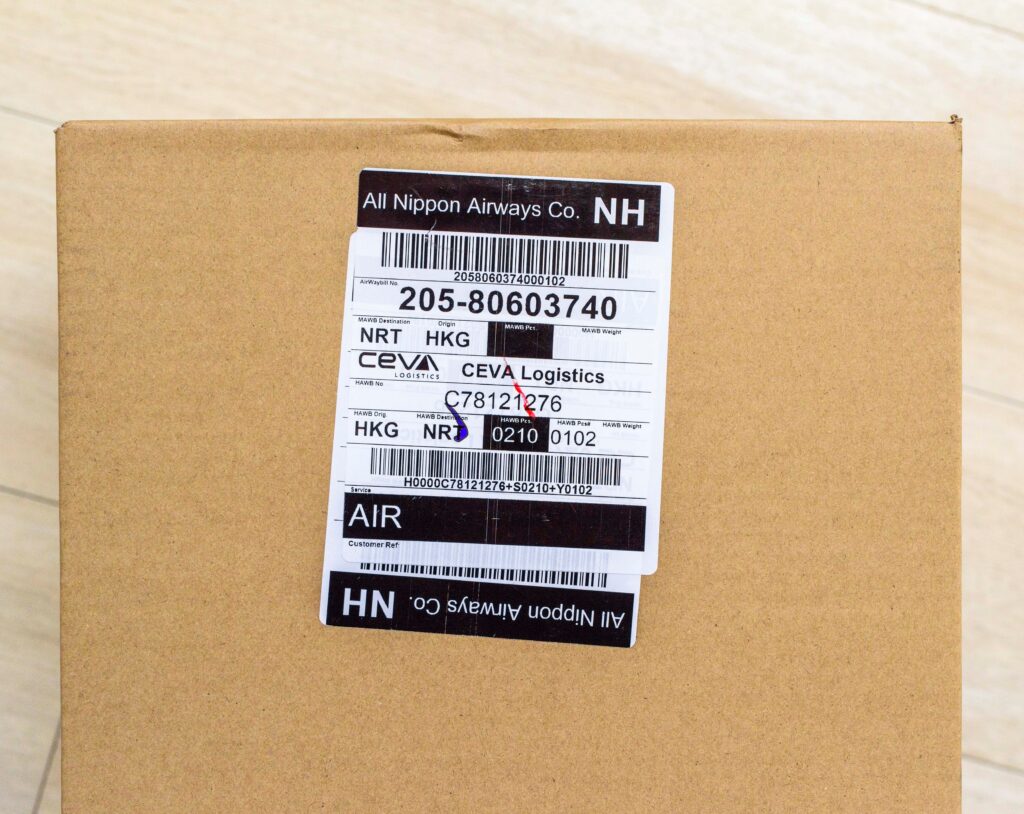 All Nippon Airways Co. NH
2058060374000102
AirWaybill No.
205-80603740
MAWB Destination Origin MAWB Pcs. MAWB Weight
NRT HKG
CEVA LOGISTICS CEVA Logistics
HAWB No
C78121276
HAWB Orig. HAWB Destination HAWB Pcs. HAWB Pcs# HAWB Weight
HKG NRT 0210 0102
H0000C78121276+S0210+Y0102
Service
AIR
Customer Ref:
All Nippon Airways Co. NH